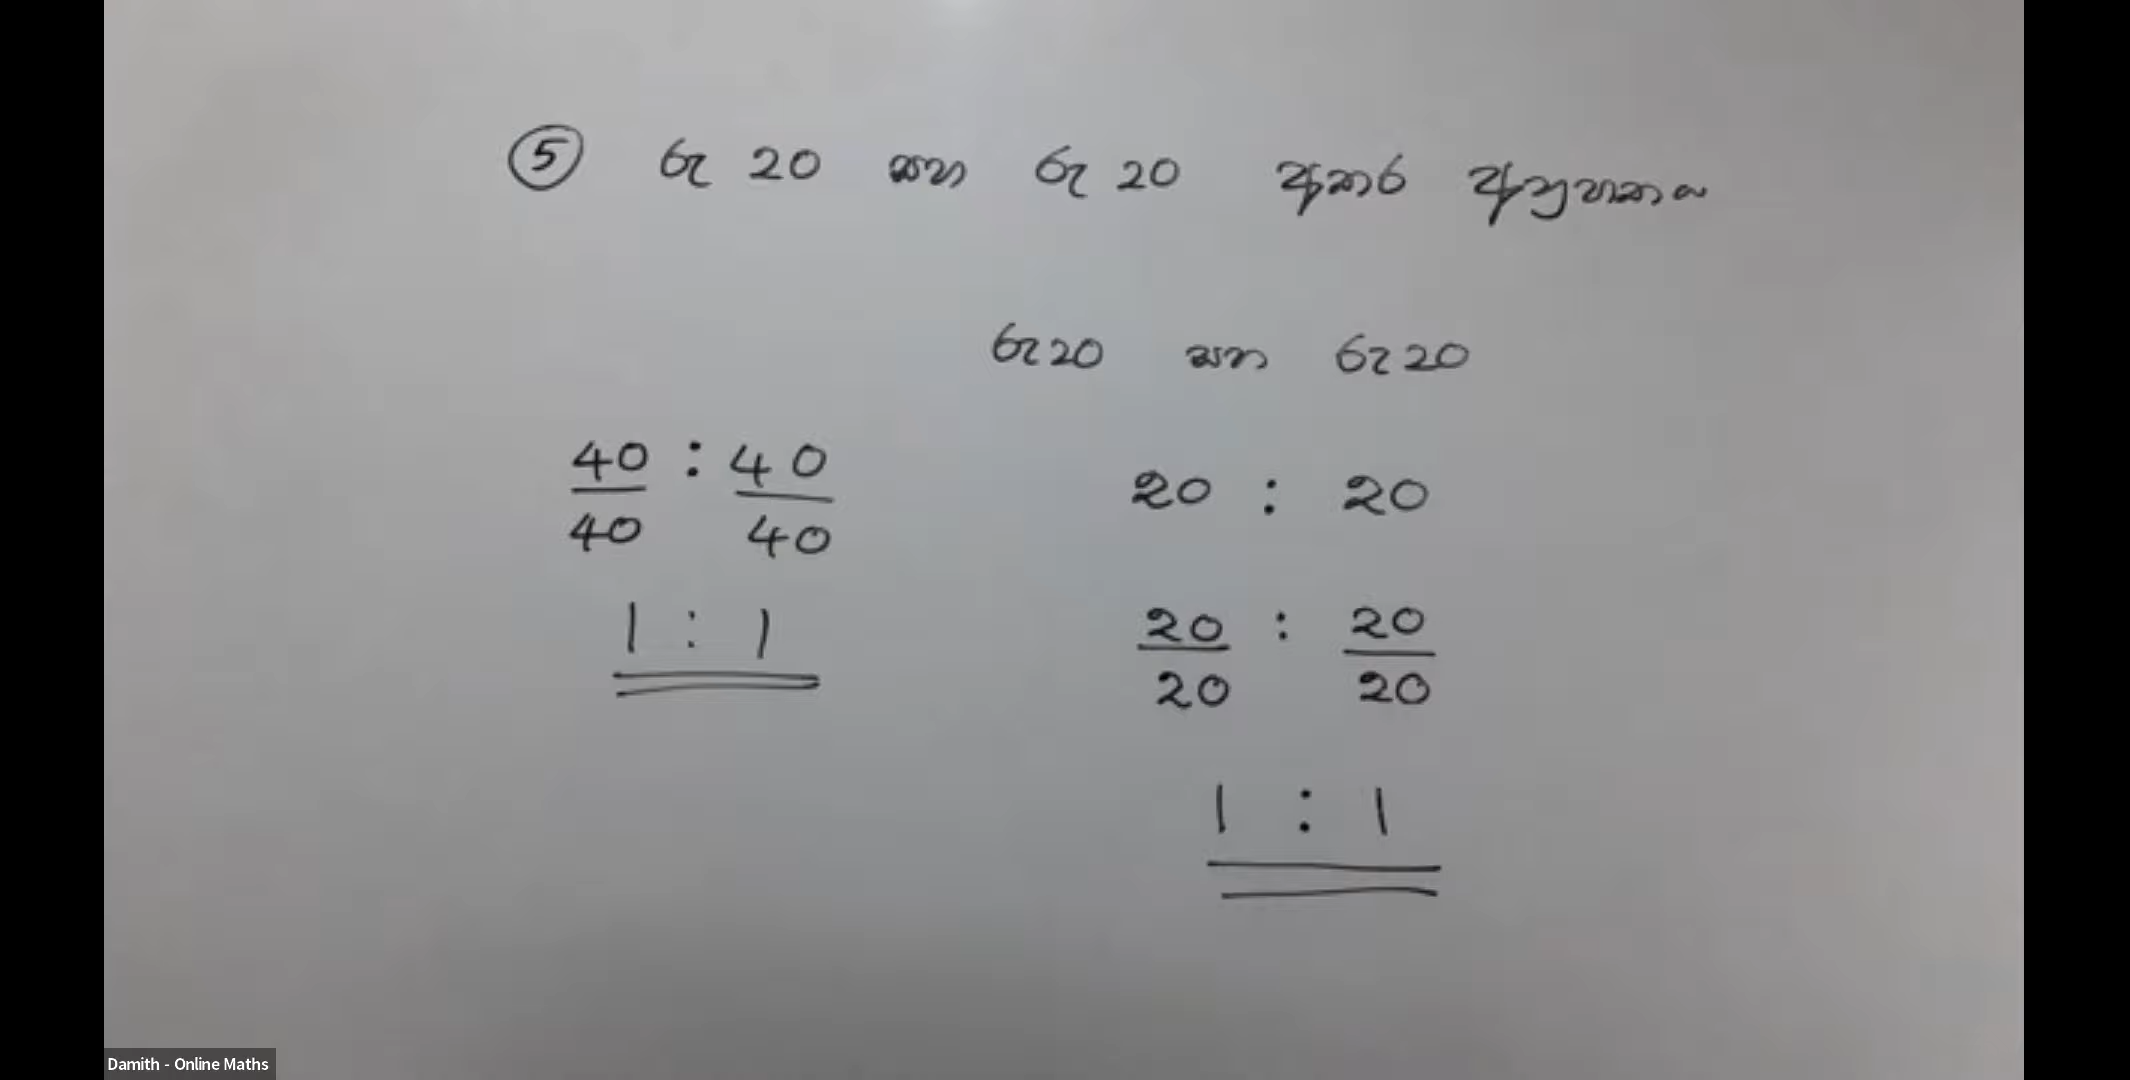 ⑤ රු 20 සහ රු 20 අතර අනුපාතය
රු 20 සහ රු 20
40 : 40
40 40
1 : 1
20 : 20
20 : 20
20 20
1 : 1
Damith - Online Maths